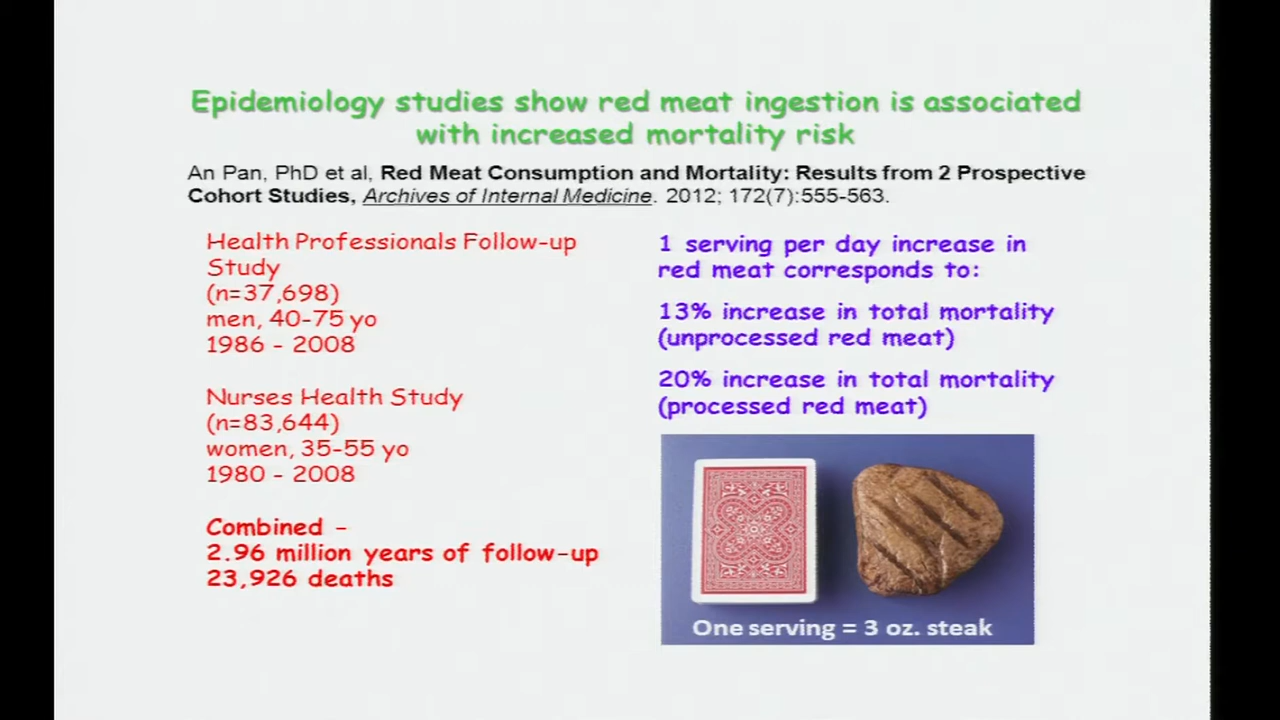 Epidemiology studies show red meat ingestion is associated
with increased mortality risk
An Pan, PhD et al, Red Meat Consumption and Mortality: Results from 2 Prospective
Cohort Studies, Archives of Internal Medicine. 2012; 172(7):555-563.
Health Professionals Follow-up
Study
(n=37,698)
men, 40-75 yo
1986 - 2008
Nurses Health Study
(n=83,644)
women, 35-55 yo
1980 - 2008
Combined -
2.96 million years of follow-up
23,926 deaths
1 serving per day increase in
red meat corresponds to:
13% increase in total mortality
(unprocessed red meat)
20% increase in total mortality
(processed red meat)
One serving = 3 oz. steak